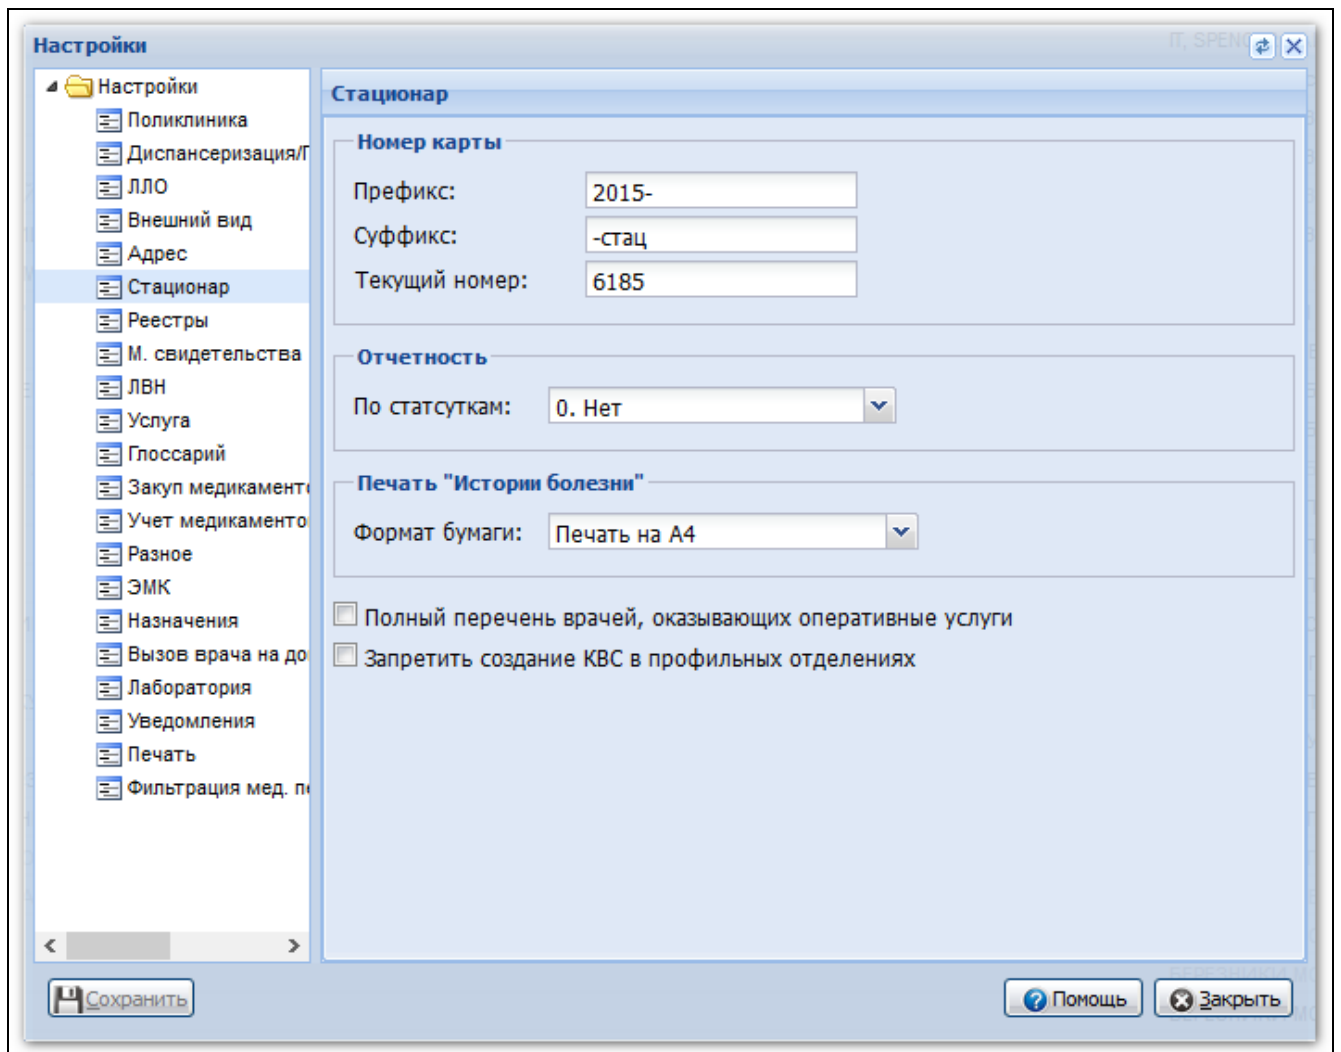 Настройки
IT, SPEN
Настройки
Поликлиника
Диспансеризация/Г
ЛЛО
Внешний вид
Адрес
Стационар
Реестры
М. свидетельства
ЛВН
Услуга
Глоссарий
Закуп медикаменто
Учет медикаменто
Разное
ЭМК
Назначения
Вызов врача на до
Лаборатория
Уведомления
Печать
Фильтрация мед. п
Стационар
Номер карты
Префикс: 2015-
Суффикс: -стац
Текущий номер: 6185
Отчетность
По статсуткам: 0. Нет
Печать "Истории болезни"
Формат бумаги: Печать на А4
Полный перечень врачей, оказывающих оперативные услуги
Запретить создание КВС в профильных отделениях
Сохранить
Помощь
Закрыть